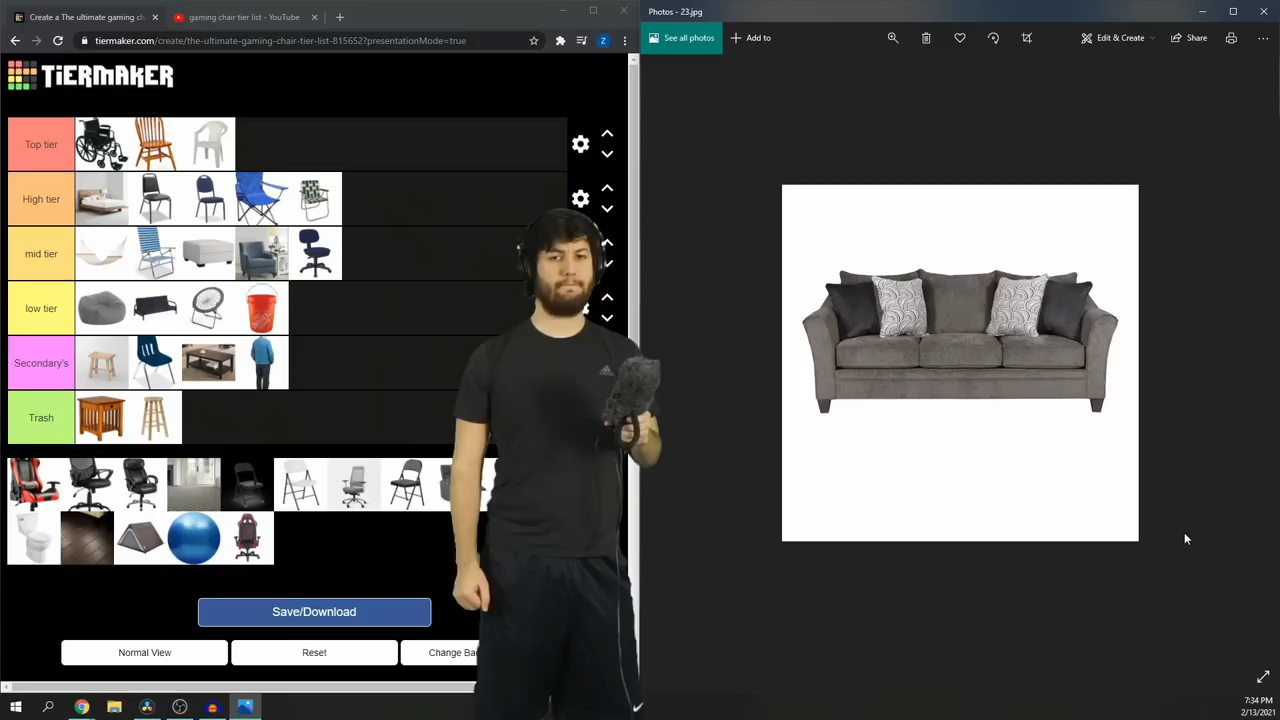 Create a The ultimate gaming ch
gaming chair tier list - YouTube
tiermaker.com/create/the-ultimate-gaming-chair-tier-list-815652?presentationMode=true
Z
TIERMAKER
Top tier
High tier
mid tier
low tier
Secondary's
Trash
Save/Download
Normal View
Reset
Change Ba
Photos - 23.jpg
See all photos
Add to
Edit & Create
Share
7:34 PM
2/13/2021